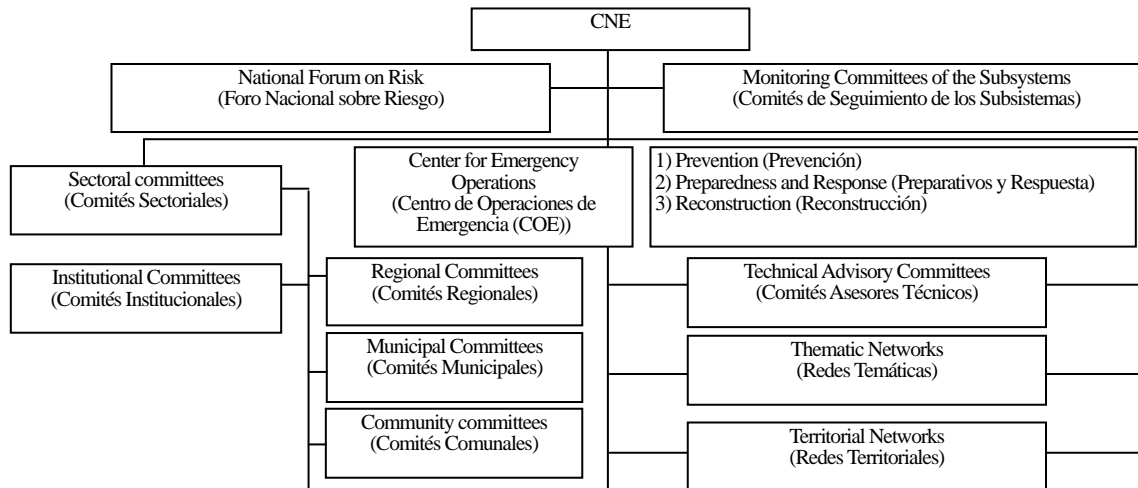 CNE
National Forum on Risk
(Foro Nacional sobre Riesgo)
Monitoring Committees of the Subsystems
(Comités de Seguimiento de los Subsistemas)
Sectoral committees
(Comités Sectoriales)
Center for Emergency
Operations
(Centro de Operaciones de
Emergencia (COE))
1) Prevention (Prevención)
2) Preparedness and Response (Preparativos y Respuesta)
3) Reconstruction (Reconstrucción)
Institutional Committees
(Comités Institucionales)
Regional Committees
(Comités Regionales)
Technical Advisory Committees
(Comités Asesores Técnicos)
Municipal Committees
(Comités Municipales)
Thematic Networks
(Redes Temáticas)
Community committees
(Comités Comunales)
Territorial Networks
(Redes Territoriales)